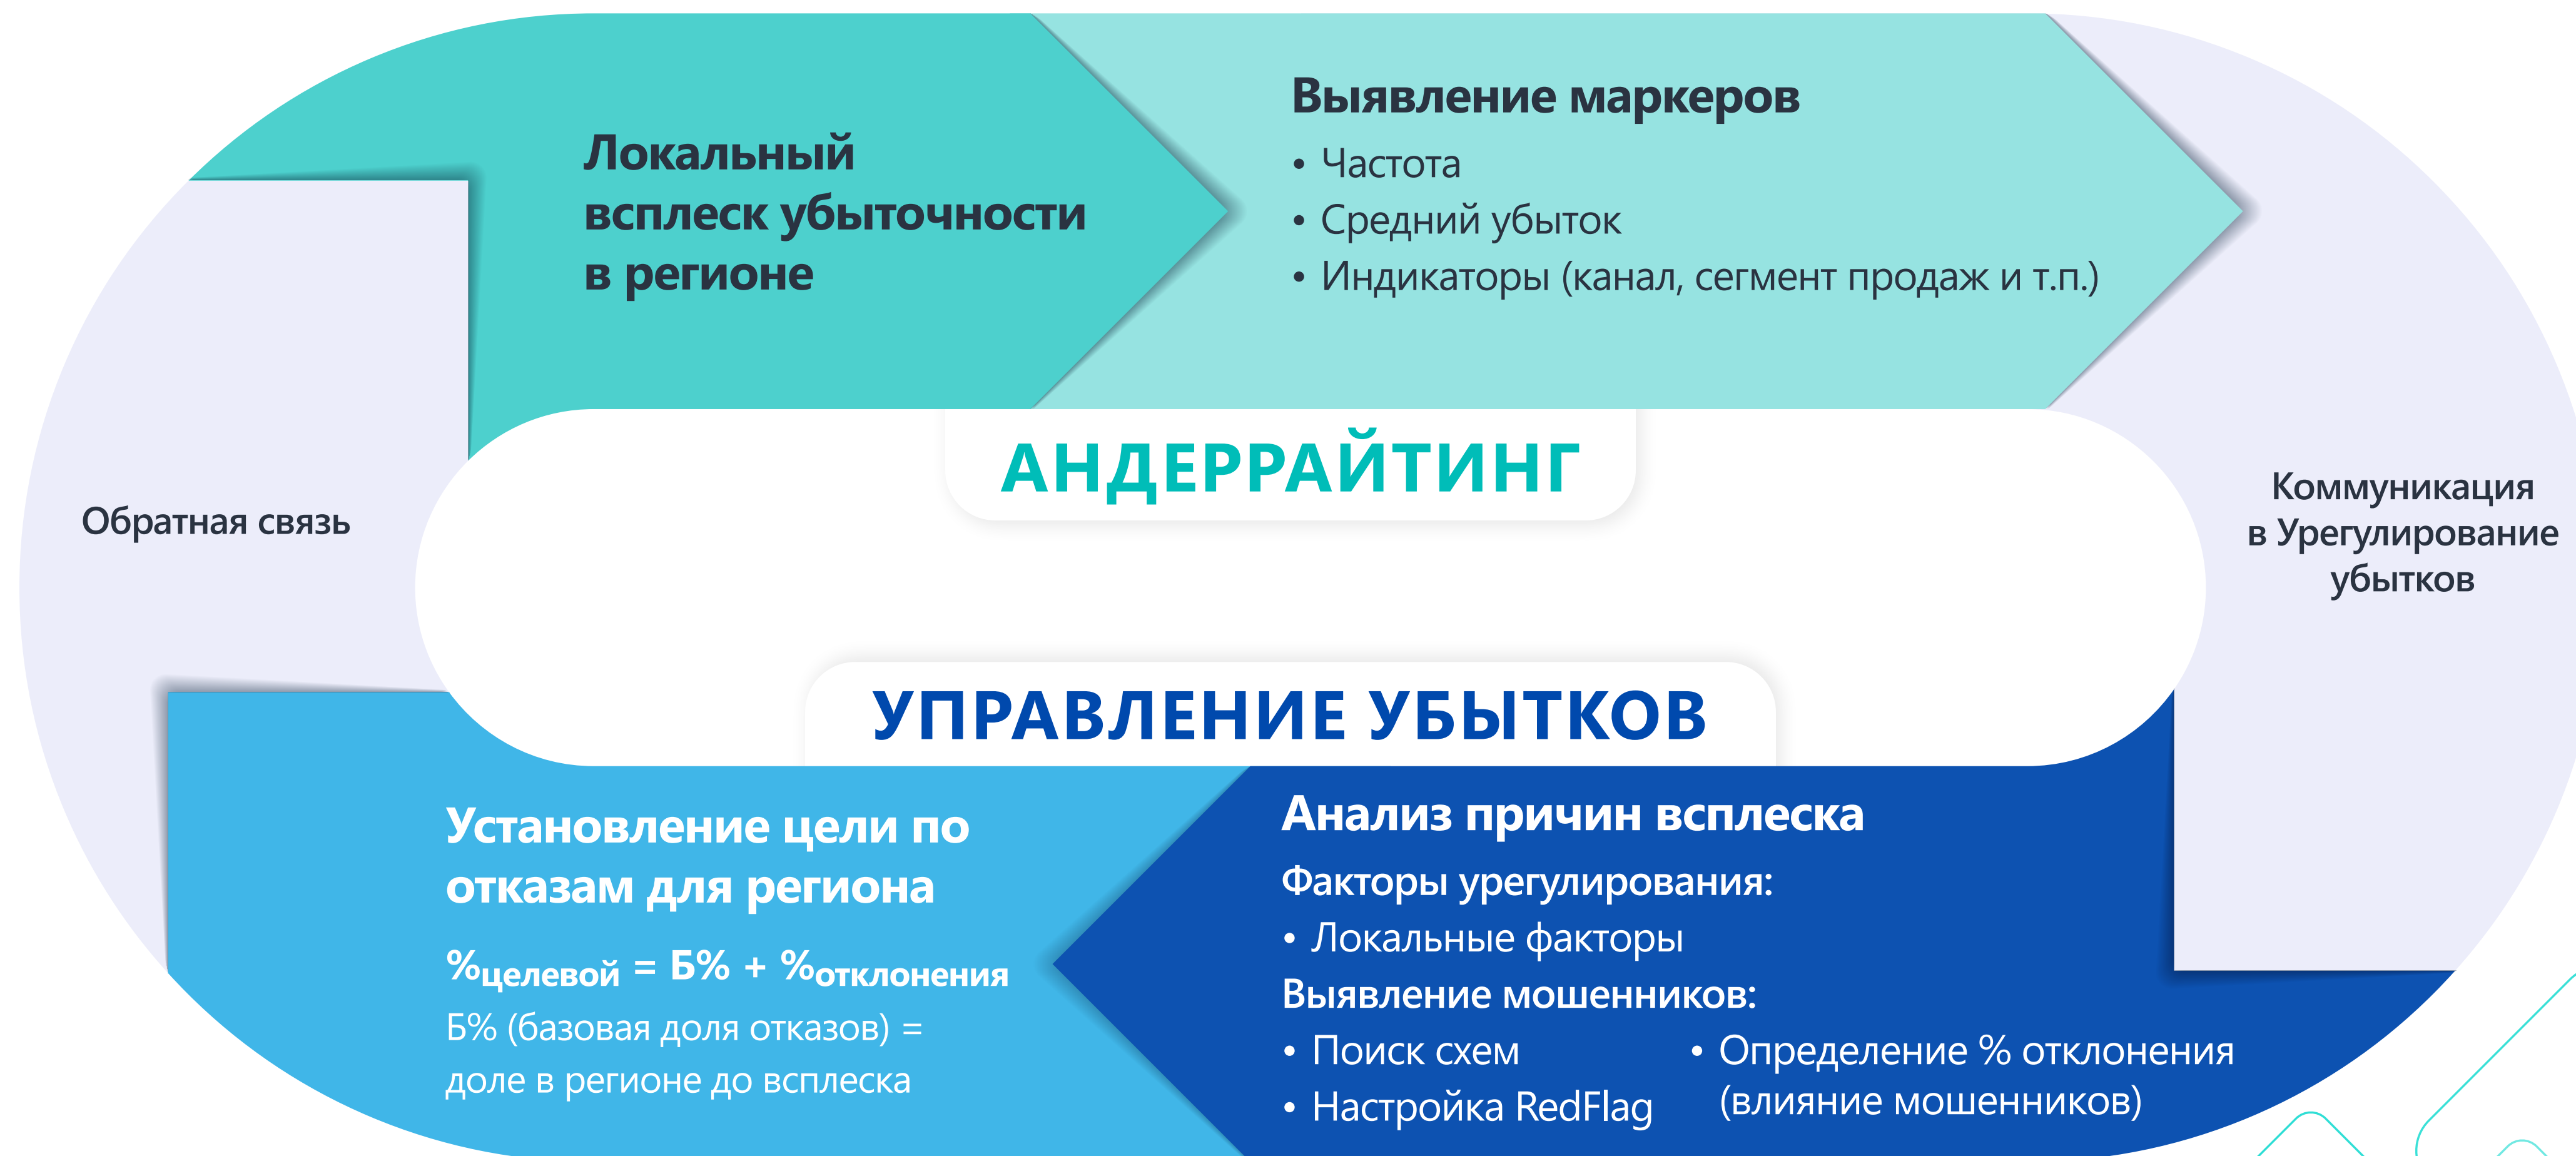 Локальный
всплеск убыточности
в регионе
Выявление маркеров
• Частота
• Средний убыток
• Индикаторы (канал, сегмент продаж и т.п.)
АНДЕРРАЙТИНГ
Обратная связь
Коммуникация
в Урегулирование
убытков
УПРАВЛЕНИЕ УБЫТКОВ
Установление цели по
отказам для региона
%целевой = Б% + %отклонения
Б% (базовая доля отказов) =
доле в регионе до всплеска
Анализ причин всплеска
Факторы урегулирования:
• Локальные факторы
Выявление мошенников:
• Поиск схем
• Настройка RedFlag
• Определение % отклонения
(влияние мошенников)